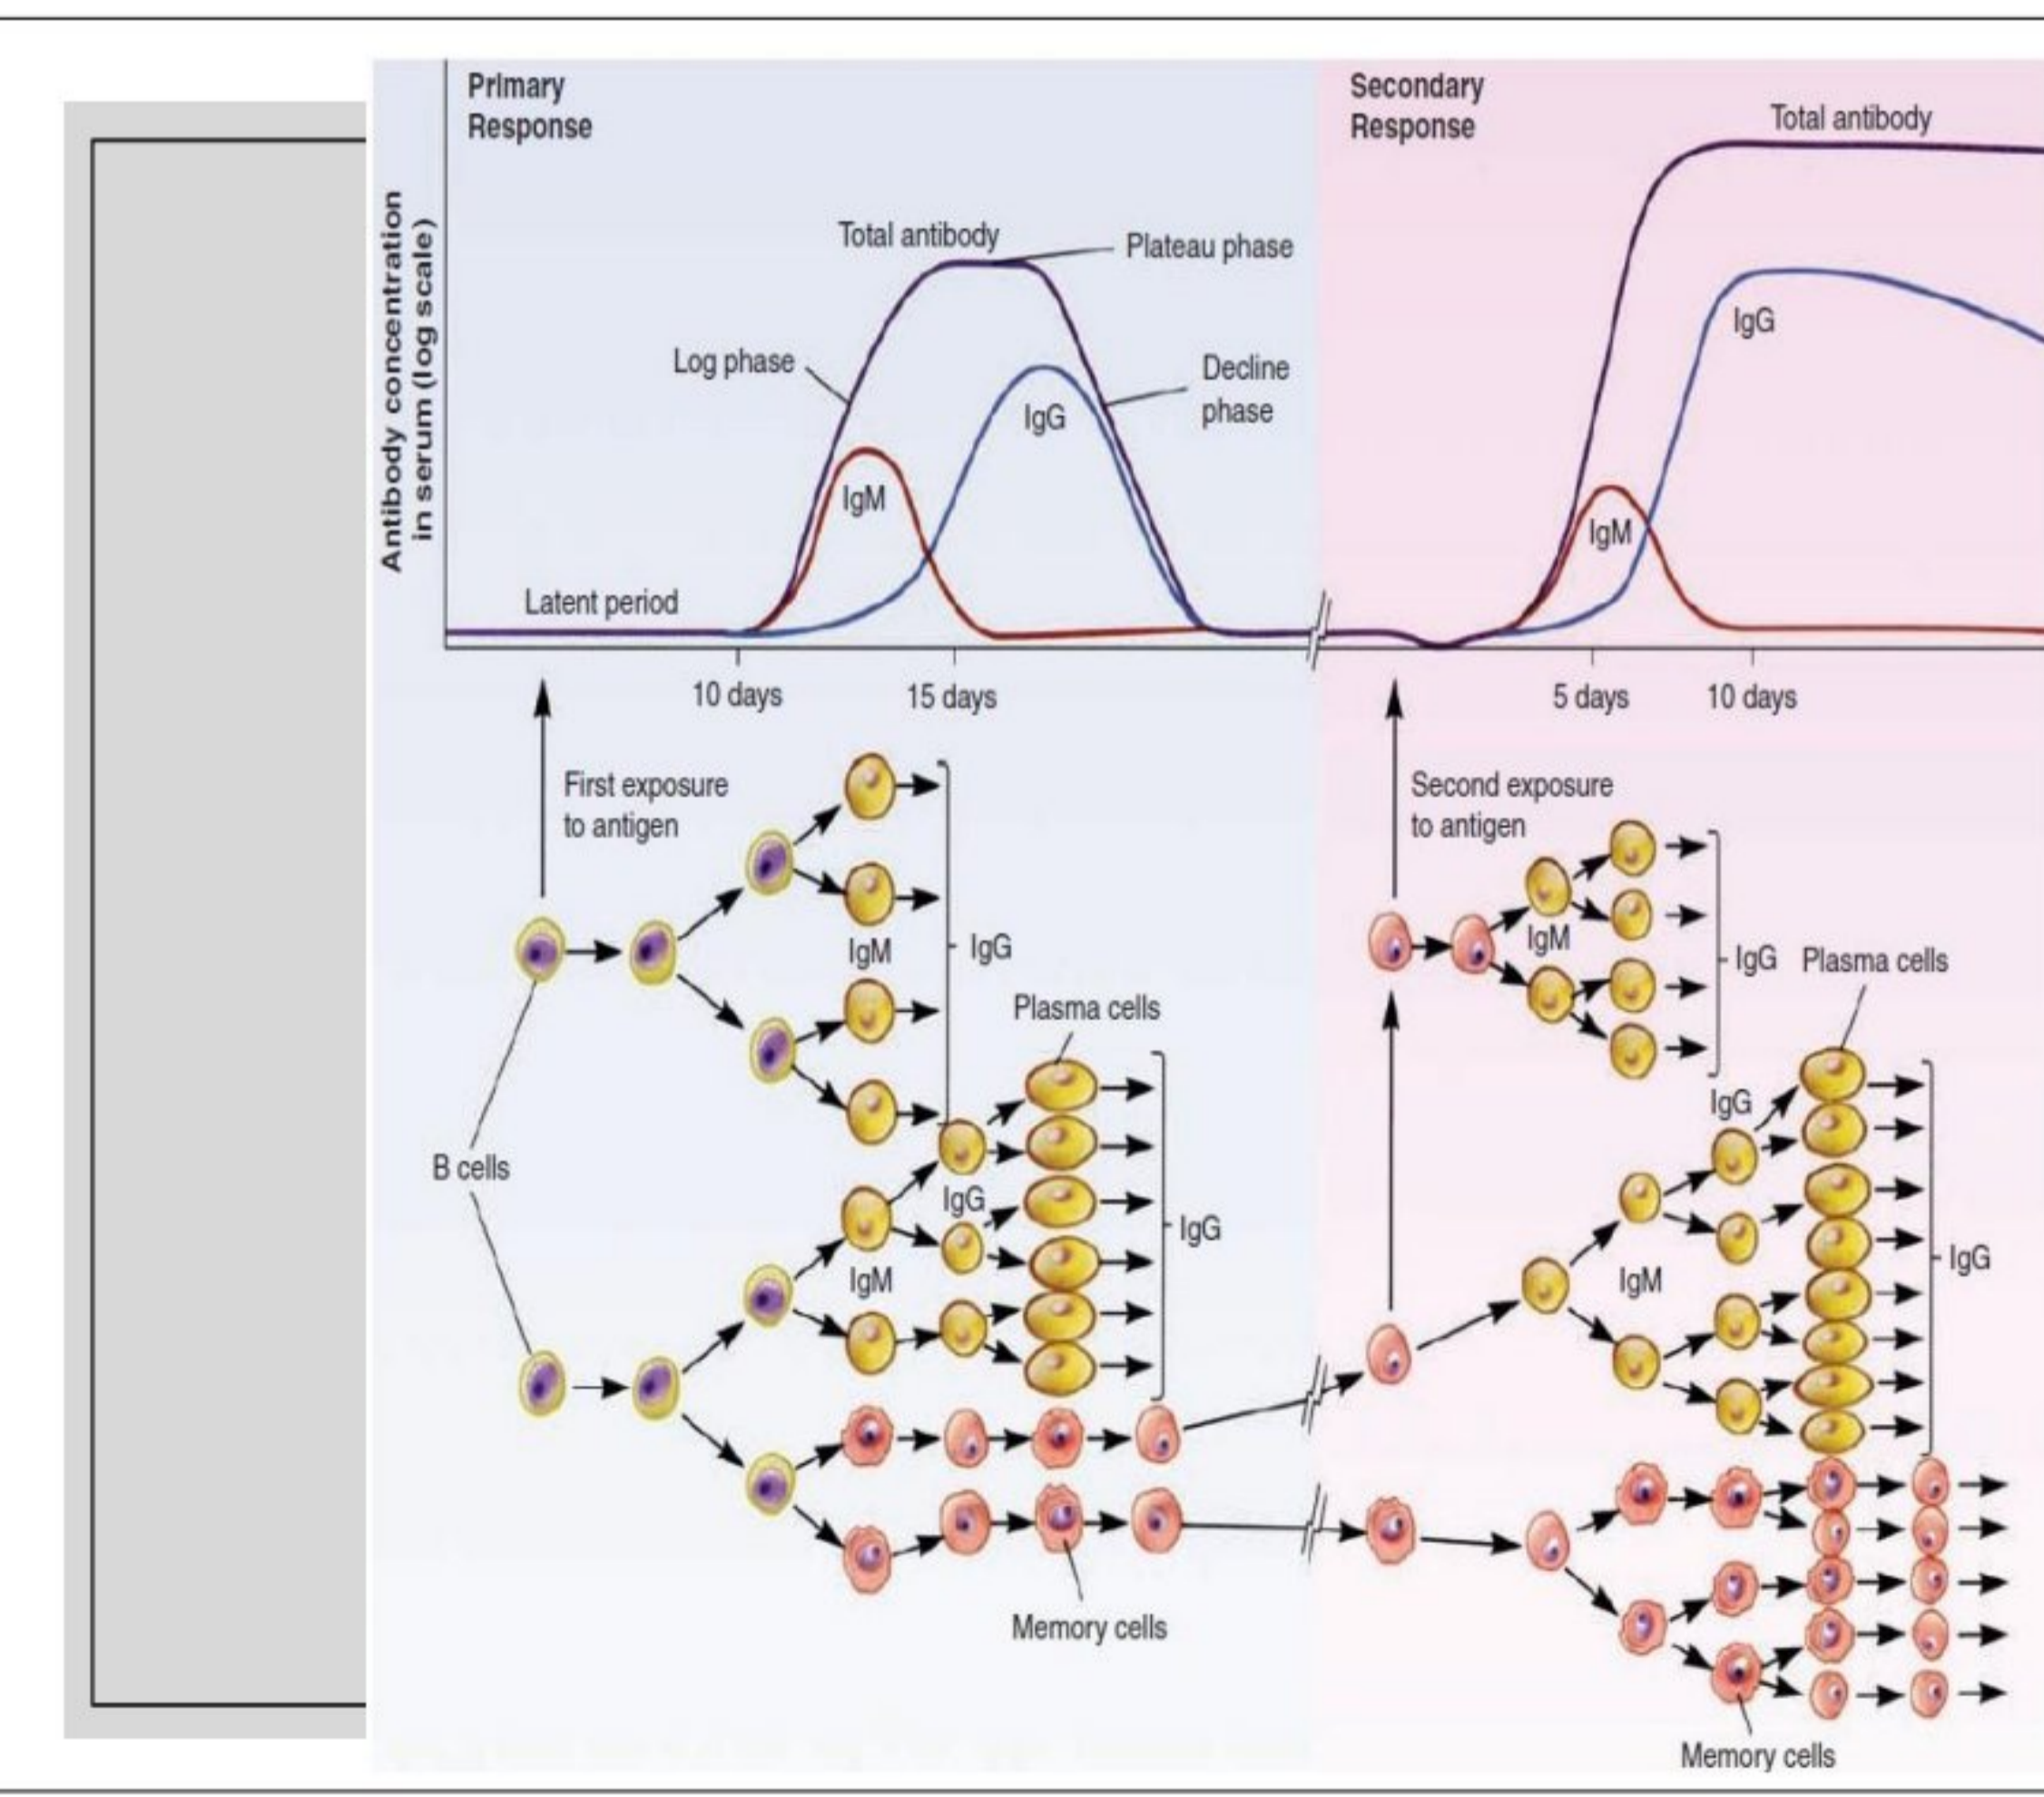 Primary
Response
Secondary
Response
Total antibody
Total antibody
Plateau phase
Log phase
Decline
phase
IgG
IgG
IgM
IgM
Latent period
Antibody concentration
in serum (log scale)
10 days
15 days
5 days
10 days
First exposure
to antigen
Second exposure
to antigen
IgM
IgG
IgM
IgG
Plasma cells
Plasma cells
IgG
B cells
IgG
IgG
IgM
IgM
IgG
Memory cells
Memory cells